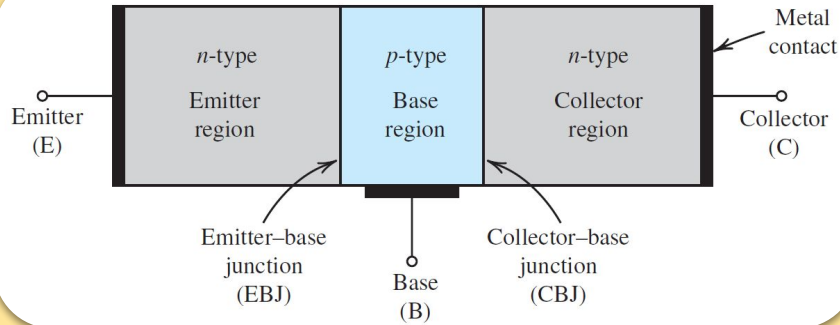 n-type
Emitter
region
p-type
Base
region
n-type
Collector
region
Metal
contact
Emitter
(E)
Collector
(C)
Emitter–base
junction
(EBJ)
Collector–base
junction
(CBJ)
Base
(B)